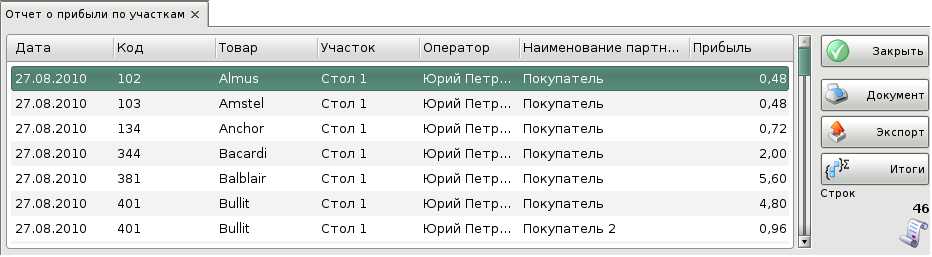 Отчет о прибыли по участкам
Дата Код Товар Участок Оператор Наименование партн... Прибыль
27.08.2010 102 Almus Стол 1 Юрий Петр... Покупатель 0,48
27.08.2010 103 Amstel Стол 1 Юрий Петр... Покупатель 0,48
27.08.2010 134 Anchor Стол 1 Юрий Петр... Покупатель 0,72
27.08.2010 344 Bacardi Стол 1 Юрий Петр... Покупатель 2,00
27.08.2010 381 Balblair Стол 1 Юрий Петр... Покупатель 5,60
27.08.2010 401 Bullit Стол 1 Юрий Петр... Покупатель 4,80
27.08.2010 401 Bullit Стол 1 Юрий Петр... Покупатель 2 0,96
Закрыть
Документ
Экспорт
Итоги
Строк
46